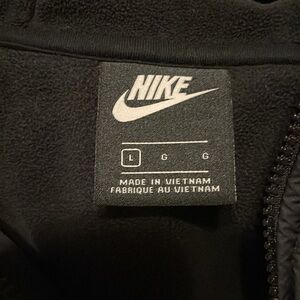 NIKE
L G G
MADE IN VIETNAM
FABRIQUE AU VIETNAM